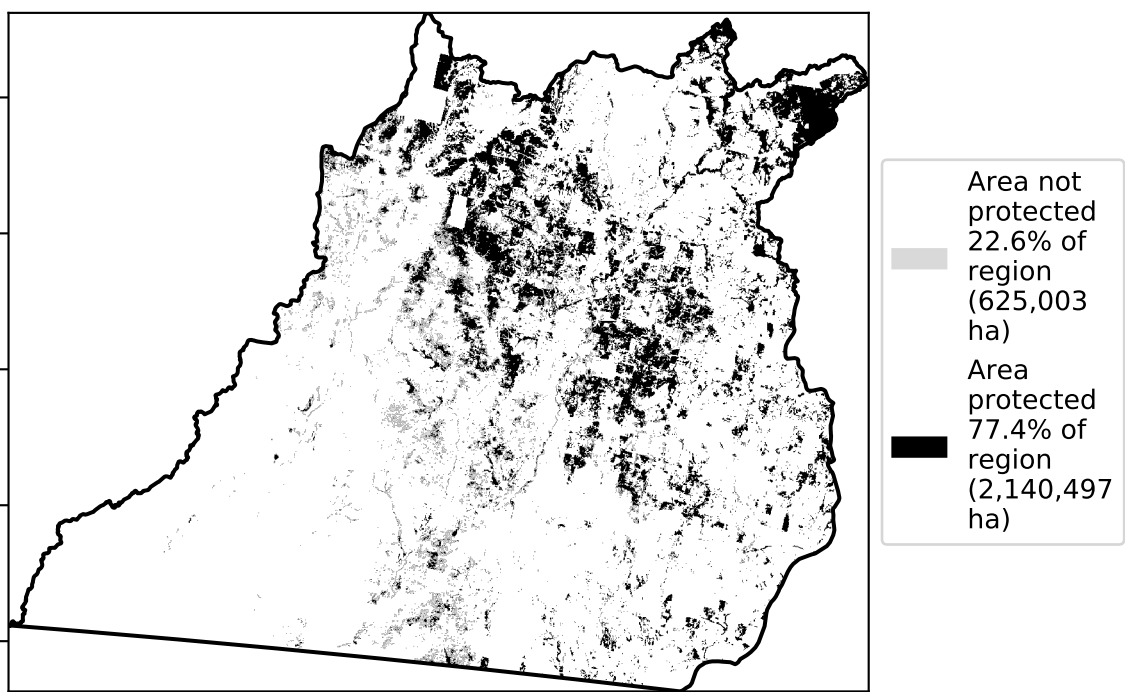 Area not
protected
22.6% of
region
(625,003
ha)
Area
protected
77.4% of
region
(2,140,497
ha)